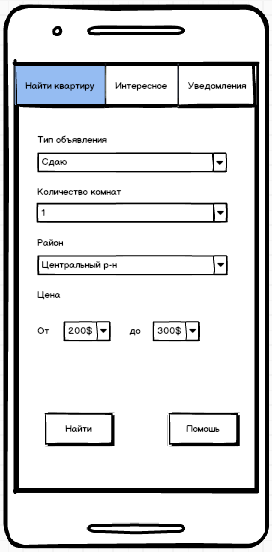 Найти квартиру Интересное Уведомления
Тип объявления
Сдаю
Количество комнат
1
Район
Центральный р-н
Цена
От 200$ до 300$
Найти Помошь